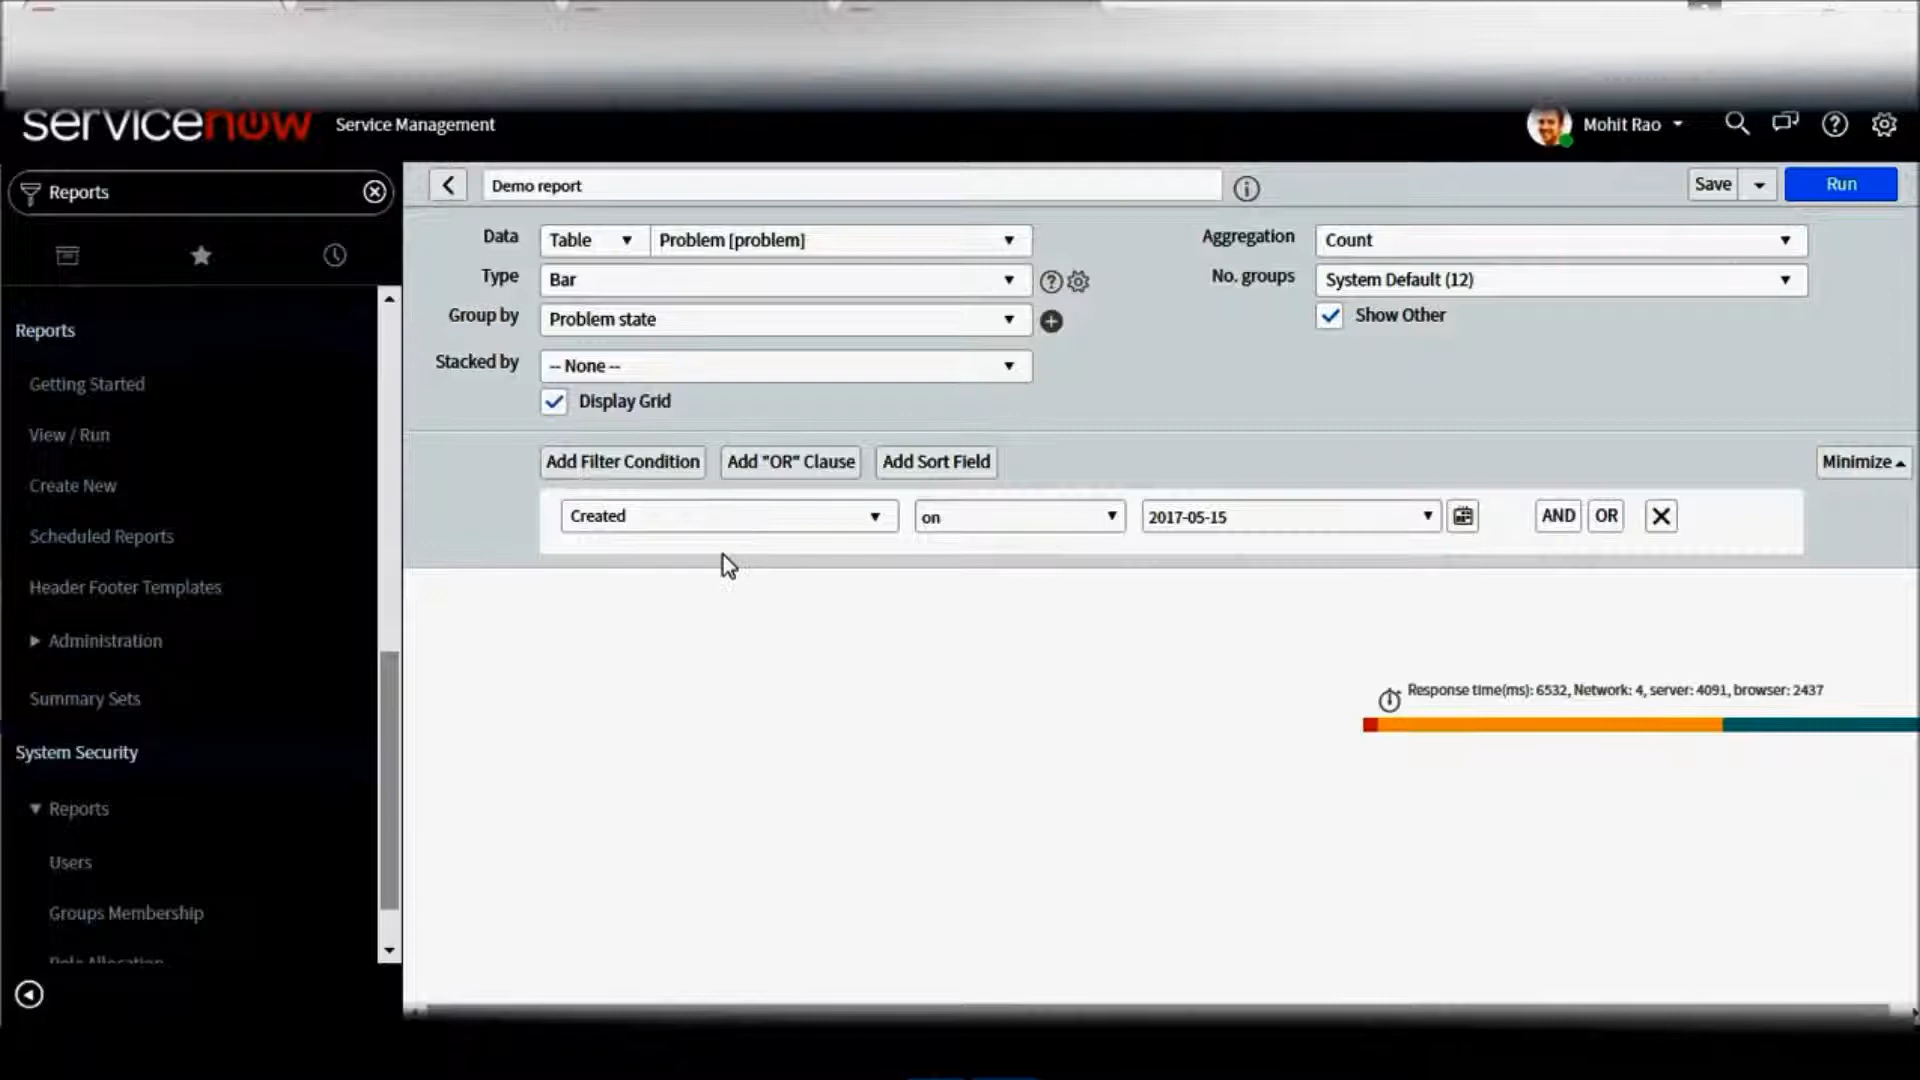 servicenow Service Management
Mohit Rao
Reports
Demo report
Save
Run
Data
Table
Problem [problem]
Aggregation
Count
Type
Bar
No. groups
System Default (12)
Group by
Problem state
Show Other
Stacked by
-- None --
Display Grid
Add Filter Condition
Add "OR" Clause
Add Sort Field
Minimize
Created
on
2017-05-15
AND
OR
Response time(ms): 6532, Network: 4, server: 4091, browser: 2437
Reports
Getting Started
View / Run
Create New
Scheduled Reports
Header Footer Templates
Administration
Summary Sets
System Security
Reports
Users
Groups Membership